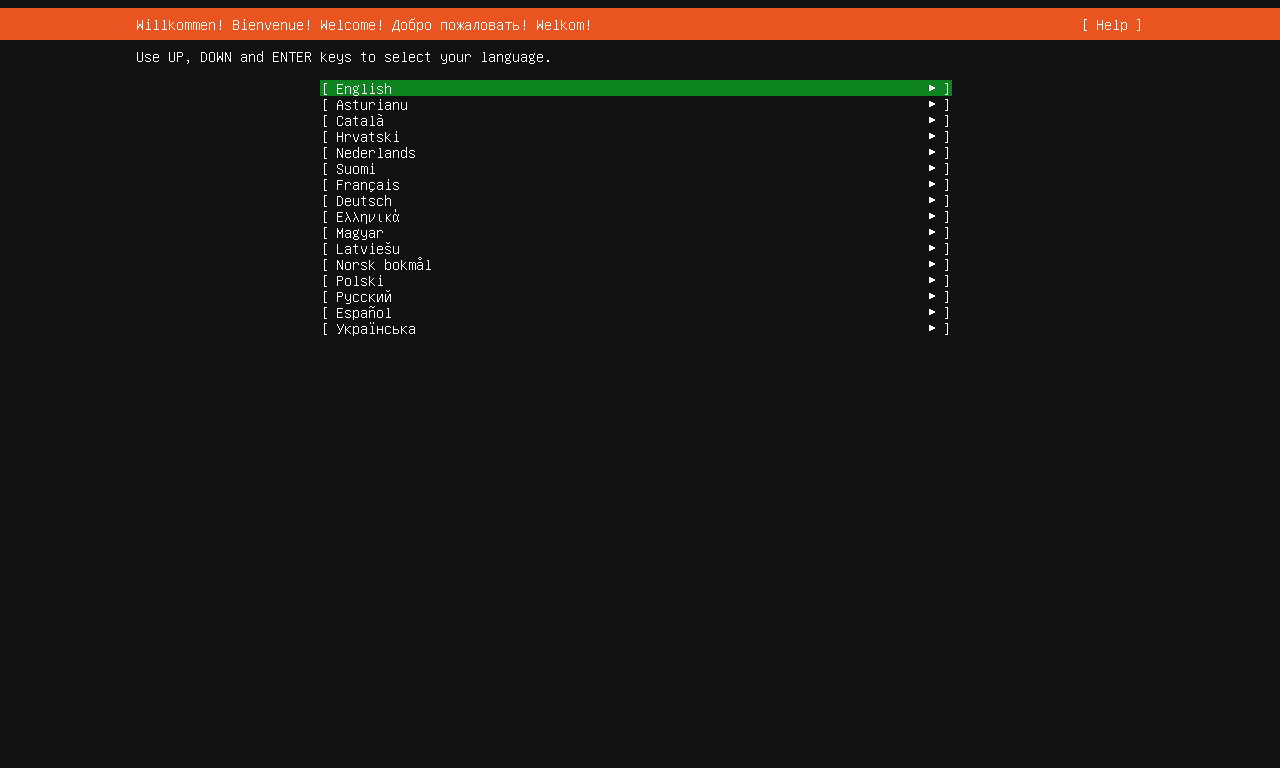 Willkommen! Bienvenue! Welcome! Добро пожаловать! Welkom! [ Help ]
Use UP, DOWN and ENTER keys to select your language.
[ English ► ]
[ Asturianu ► ]
[ Català ► ]
[ Hrvatski ► ]
[ Nederlands ► ]
[ Suomi ► ]
[ Français ► ]
[ Deutsch ► ]
[ Ελληνικά ► ]
[ Magyar ► ]
[ Latviešu ► ]
[ Norsk bokmål ► ]
[ Polski ► ]
[ Русский ► ]
[ Español ► ]
[ Українська ► ]